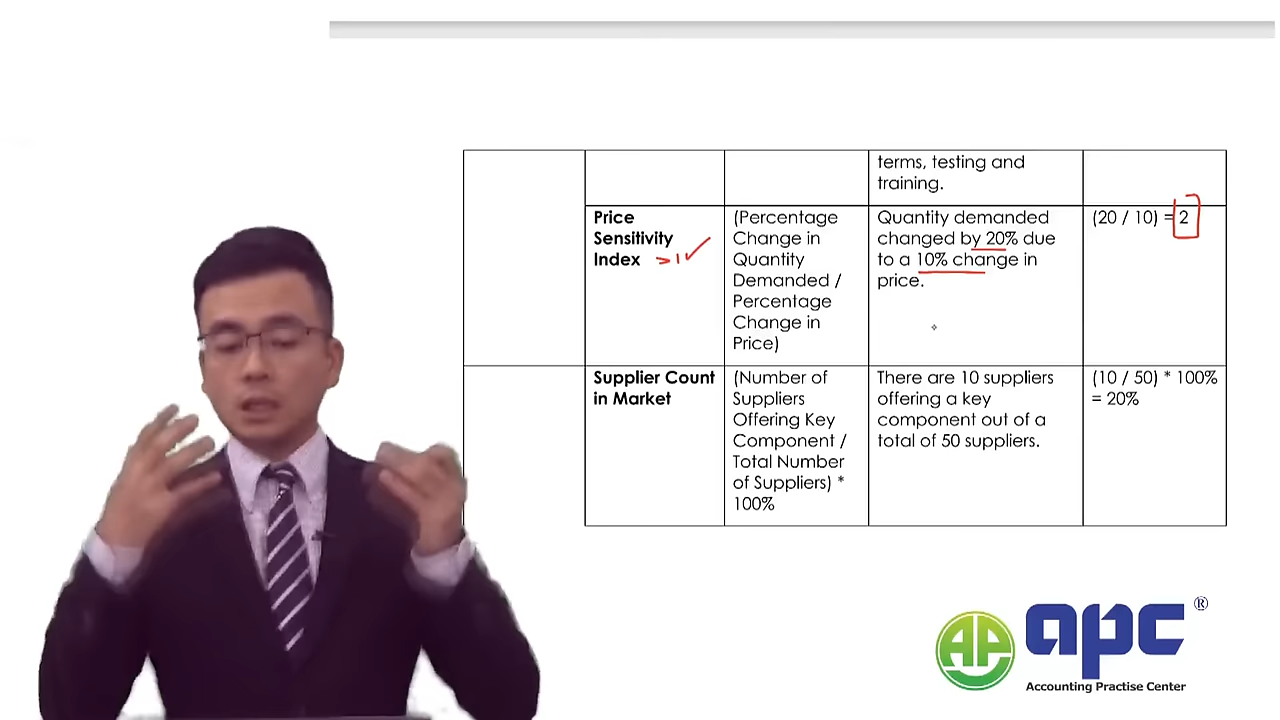 terms, testing and
training.
Price
Sensitivity
Index >1✓
(Percentage
Change in
Quantity
Demanded /
Percentage
Change in
Price)
Quantity demanded
changed by 20% due
to a 10% change in
price.
(20 / 10) = 2
Supplier Count
in Market
(Number of
Suppliers
Offering Key
Component /
Total Number
of Suppliers) *
100%
There are 10 suppliers
offering a key
component out of a
total of 50 suppliers.
(10 / 50) * 100%
= 20%
AP
apc®
Accounting Practise Center